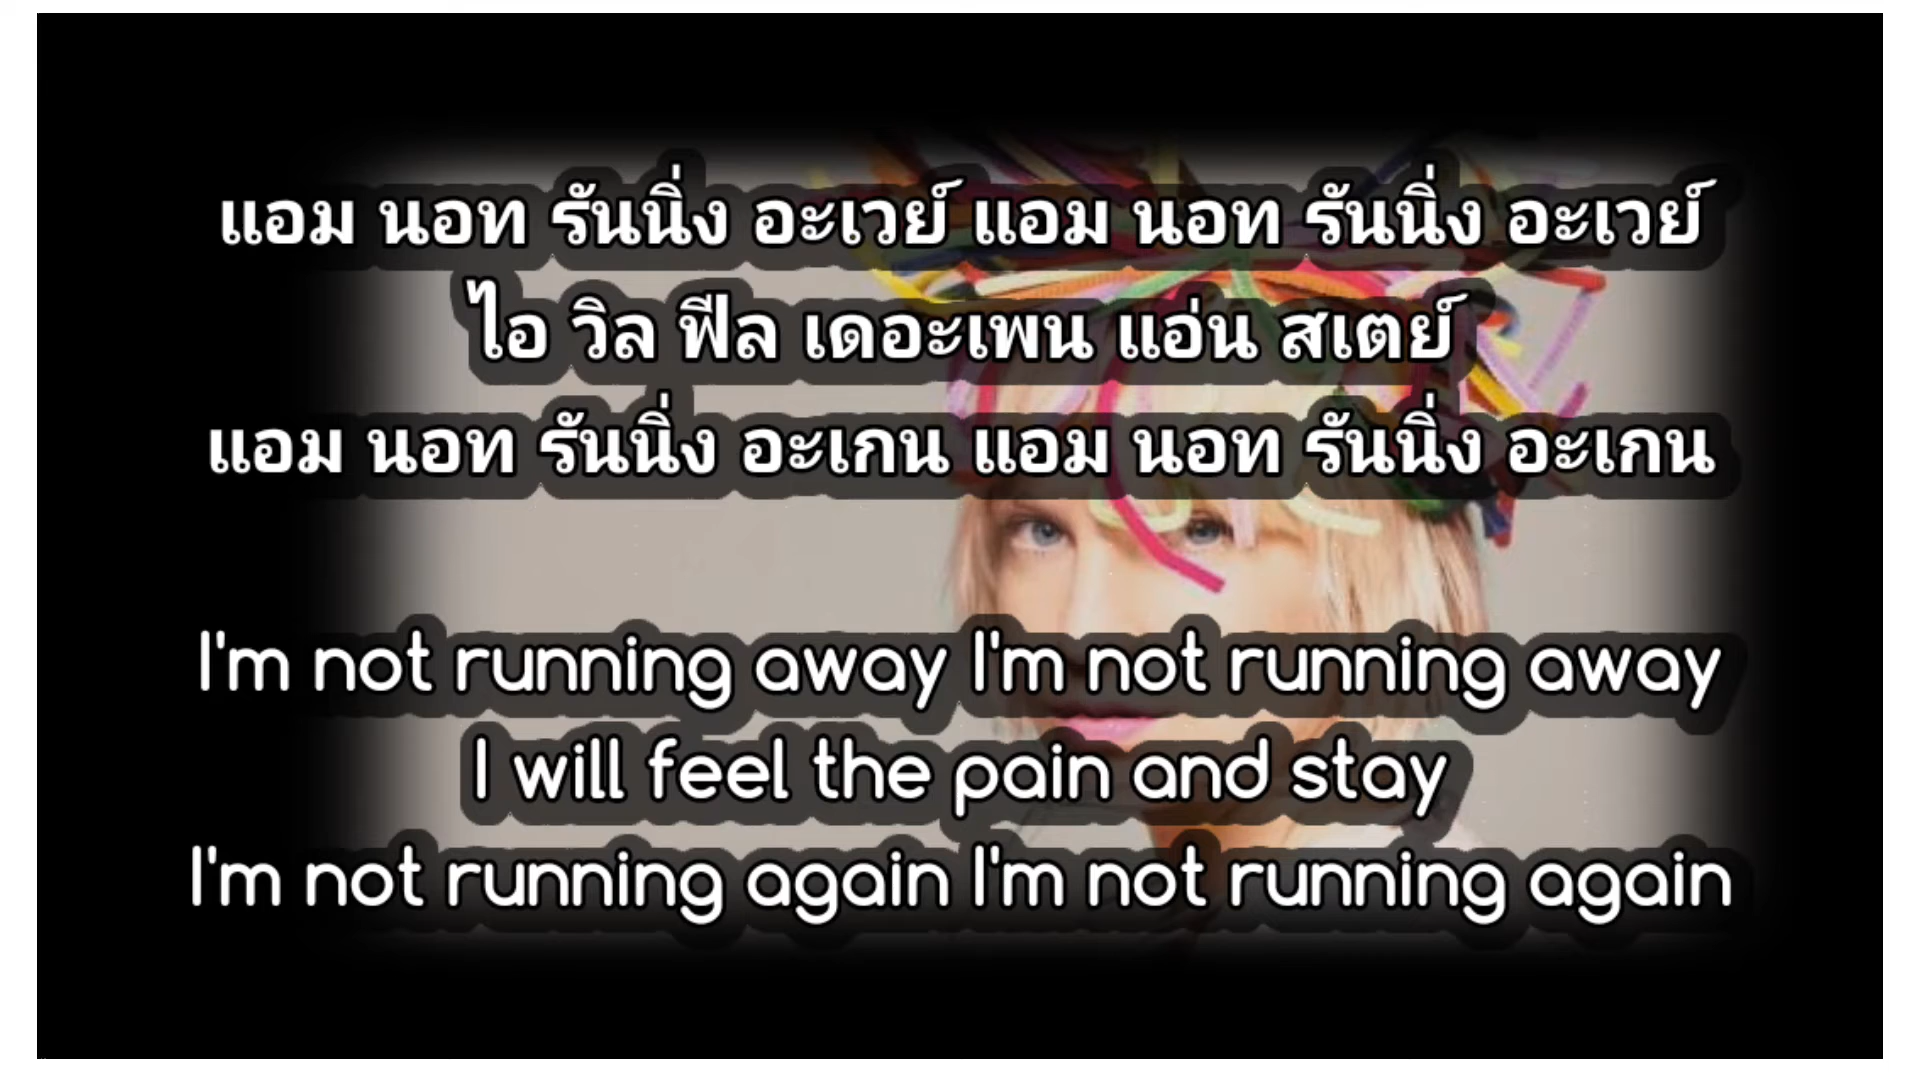 แอม นอท รันนิ่ง อะเวย์ แอม นอท รันนิ่ง อะเวย์
ไอ วิล ฟีล เดอะเพน แอ่น สเตย์
แอม นอท รันนิ่ง อะเกน แอม นอท รันนิ่ง อะเกน
I'm not running away I'm not running away
I will feel the pain and stay
I'm not running again I'm not running again